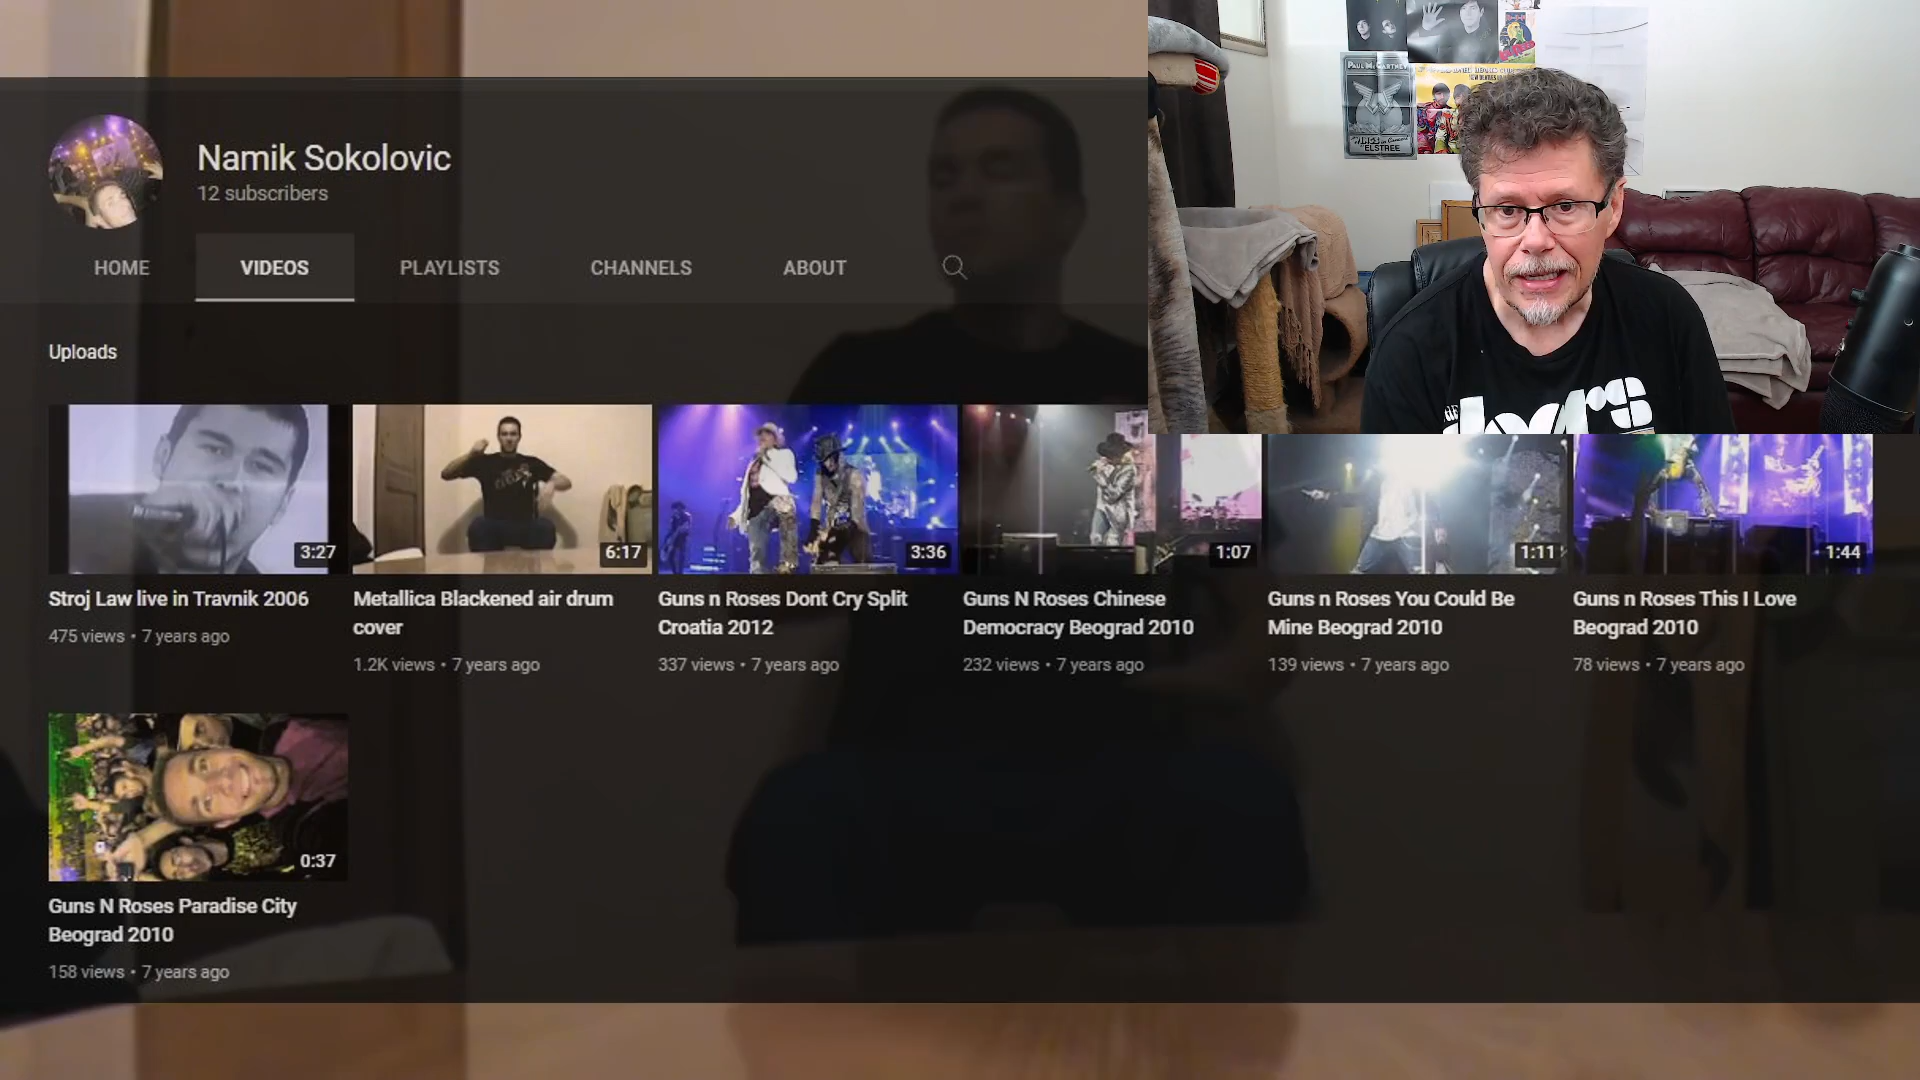 Namik Sokolovic
12 subscribers
HOME
VIDEOS
PLAYLISTS
CHANNELS
ABOUT
Uploads
3:27
6:17
3:36
1:07
1:11
1:44
Stroj Law live in Travnik 2006
475 views • 7 years ago
Metallica Blackened air drum
cover
1.2K views • 7 years ago
Guns n Roses Dont Cry Split
Croatia 2012
337 views • 7 years ago
Guns N Roses Chinese
Democracy Beograd 2010
232 views • 7 years ago
Guns n Roses You Could Be
Mine Beograd 2010
139 views • 7 years ago
Guns n Roses This I Love
Beograd 2010
78 views • 7 years ago
0:37
Guns N Roses Paradise City
Beograd 2010
158 views • 7 years ago
PAUL McCARTNEY
ELSTREE
THE
doors